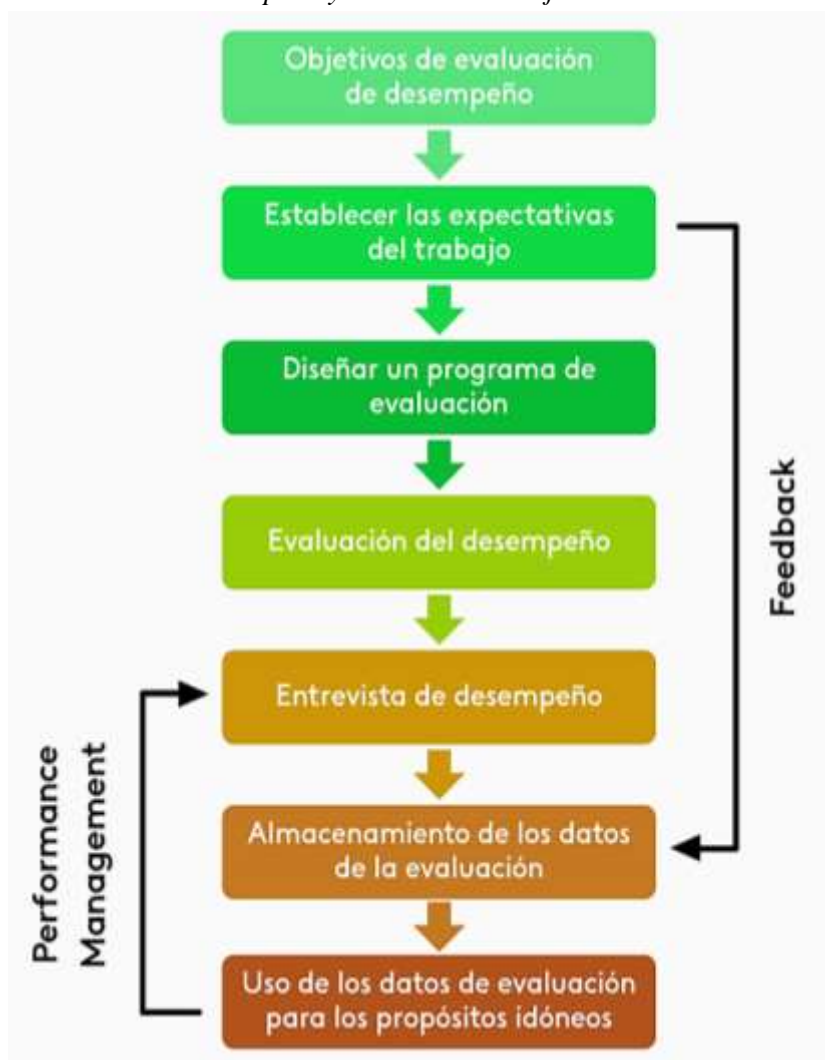 Objetivos de evaluación
de desempeño
Establecer las expectativas
del trabajo
Diseñar un programa de
evaluación
Feedback
Evaluación del desempeño
Entrevista de desempeño
Performance
Management
Almacenamiento de los datos
de la evaluación
Uso de los datos de evaluación
para los propósitos idóneos